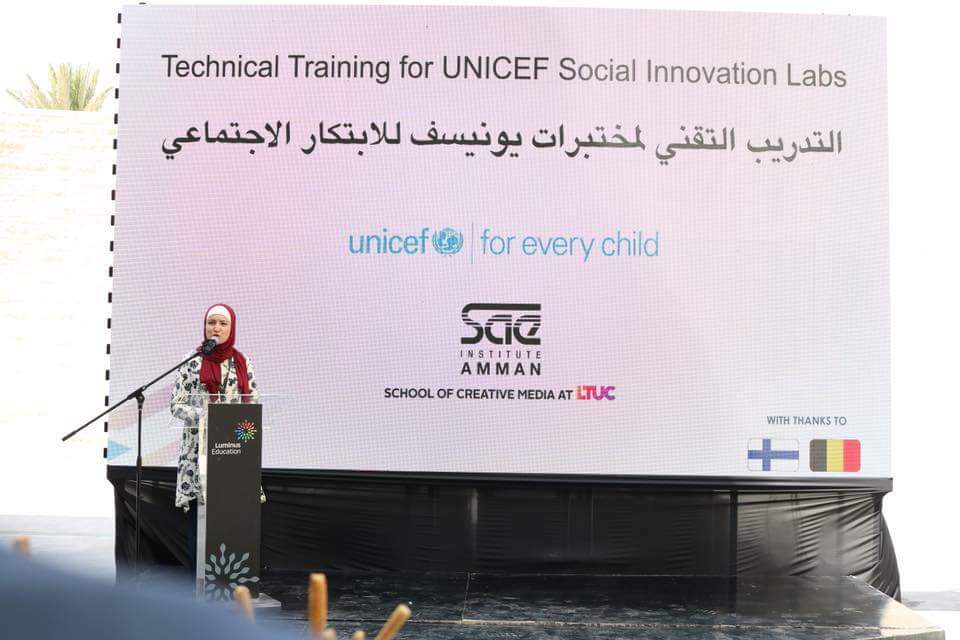 Technical Training for UNICEF Social Innovation Labs
التدريب التقني لمختبرات يونيسف للابتكار الاجتماعي
unicef for every child
sae
INSTITUTE
AMMAN
SCHOOL OF CREATIVE MEDIA AT LTUC
WITH THANKS TO
Luminus
Education